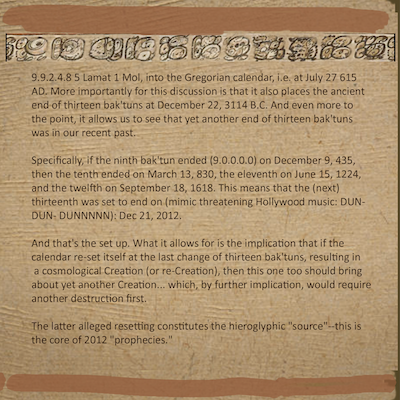 9.9.2.4.8 5 Lamat 1 Mol, into the Gregorian calendar, i.e. at July 27 615
AD. More importantly for this discussion is that it also places the ancient
end of thirteen bak'tuns at December 22, 3114 B.C. And even more to
the point, it allows us to see that yet another end of thirteen bak'tuns
was in our recent past.
Specifically, if the ninth bak'tun ended (9.0.0.0.0) on December 9, 435,
then the tenth ended on March 13, 830, the eleventh on June 15, 1224,
and the twelfth on September 18, 1618. This means that the (next)
thirteenth was set to end on (mimic threatening Hollywood music: DUN-
DUN- DUNNNNN): Dec 21, 2012.
And that's the set up. What it allows for is the implication that if the
calendar re-set itself at the last change of thirteen bak'tuns, resulting in
a cosmological Creation (or re-Creation), then this one too should bring
about yet another Creation... which, by further implication, would require
another destruction first.
The latter alleged resetting constitutes the hieroglyphic "source"--this is
the core of 2012 "prophecies."